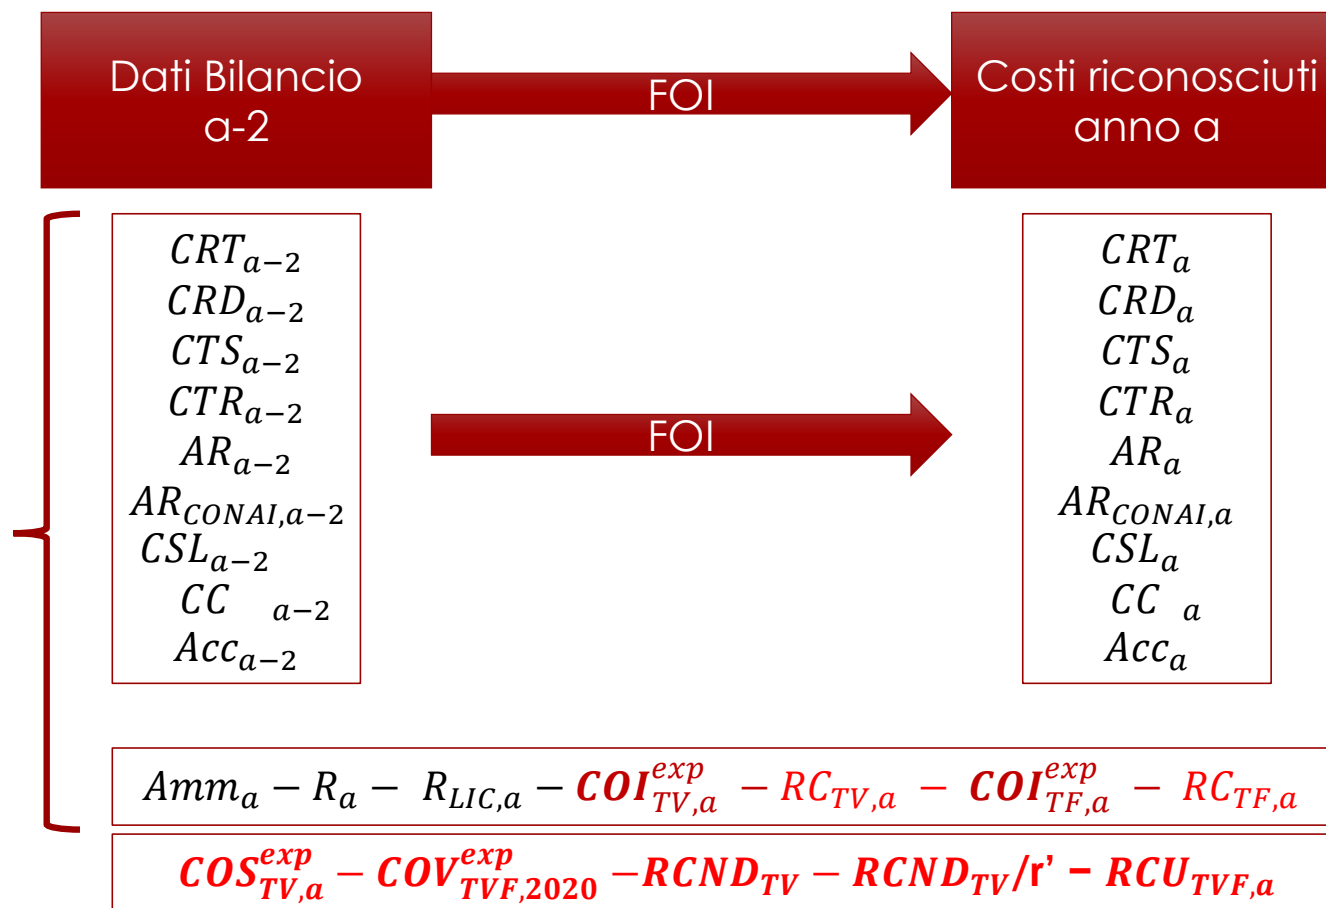 Dati Bilancio
a-2
FOI
Costi riconosciuti
anno a
CRT_{a-2}
CRD_{a-2}
CTS_{a-2}
CTR_{a-2}
AR_{a-2}
AR_{CONAI,a-2}
CSL_{a-2}
CC_{a-2}
Acc_{a-2}
FOI
CRT_a
CRD_a
CTS_a
CTR_a
AR_a
AR_{CONAI,a}
CSL_a
CC_a
Acc_a
Amm_a − R_a − R_{LIC,a} − COI^{exp}_{TV,a} − RC_{TV,a} − COI^{exp}_{TF,a} − RC_{TF,a}
COS^{exp}_{TV,a} − COV^{exp}_{TVF,2020} −RCND_{TV} − RCND_{TV}/r’ − RCU_{TVF,a}